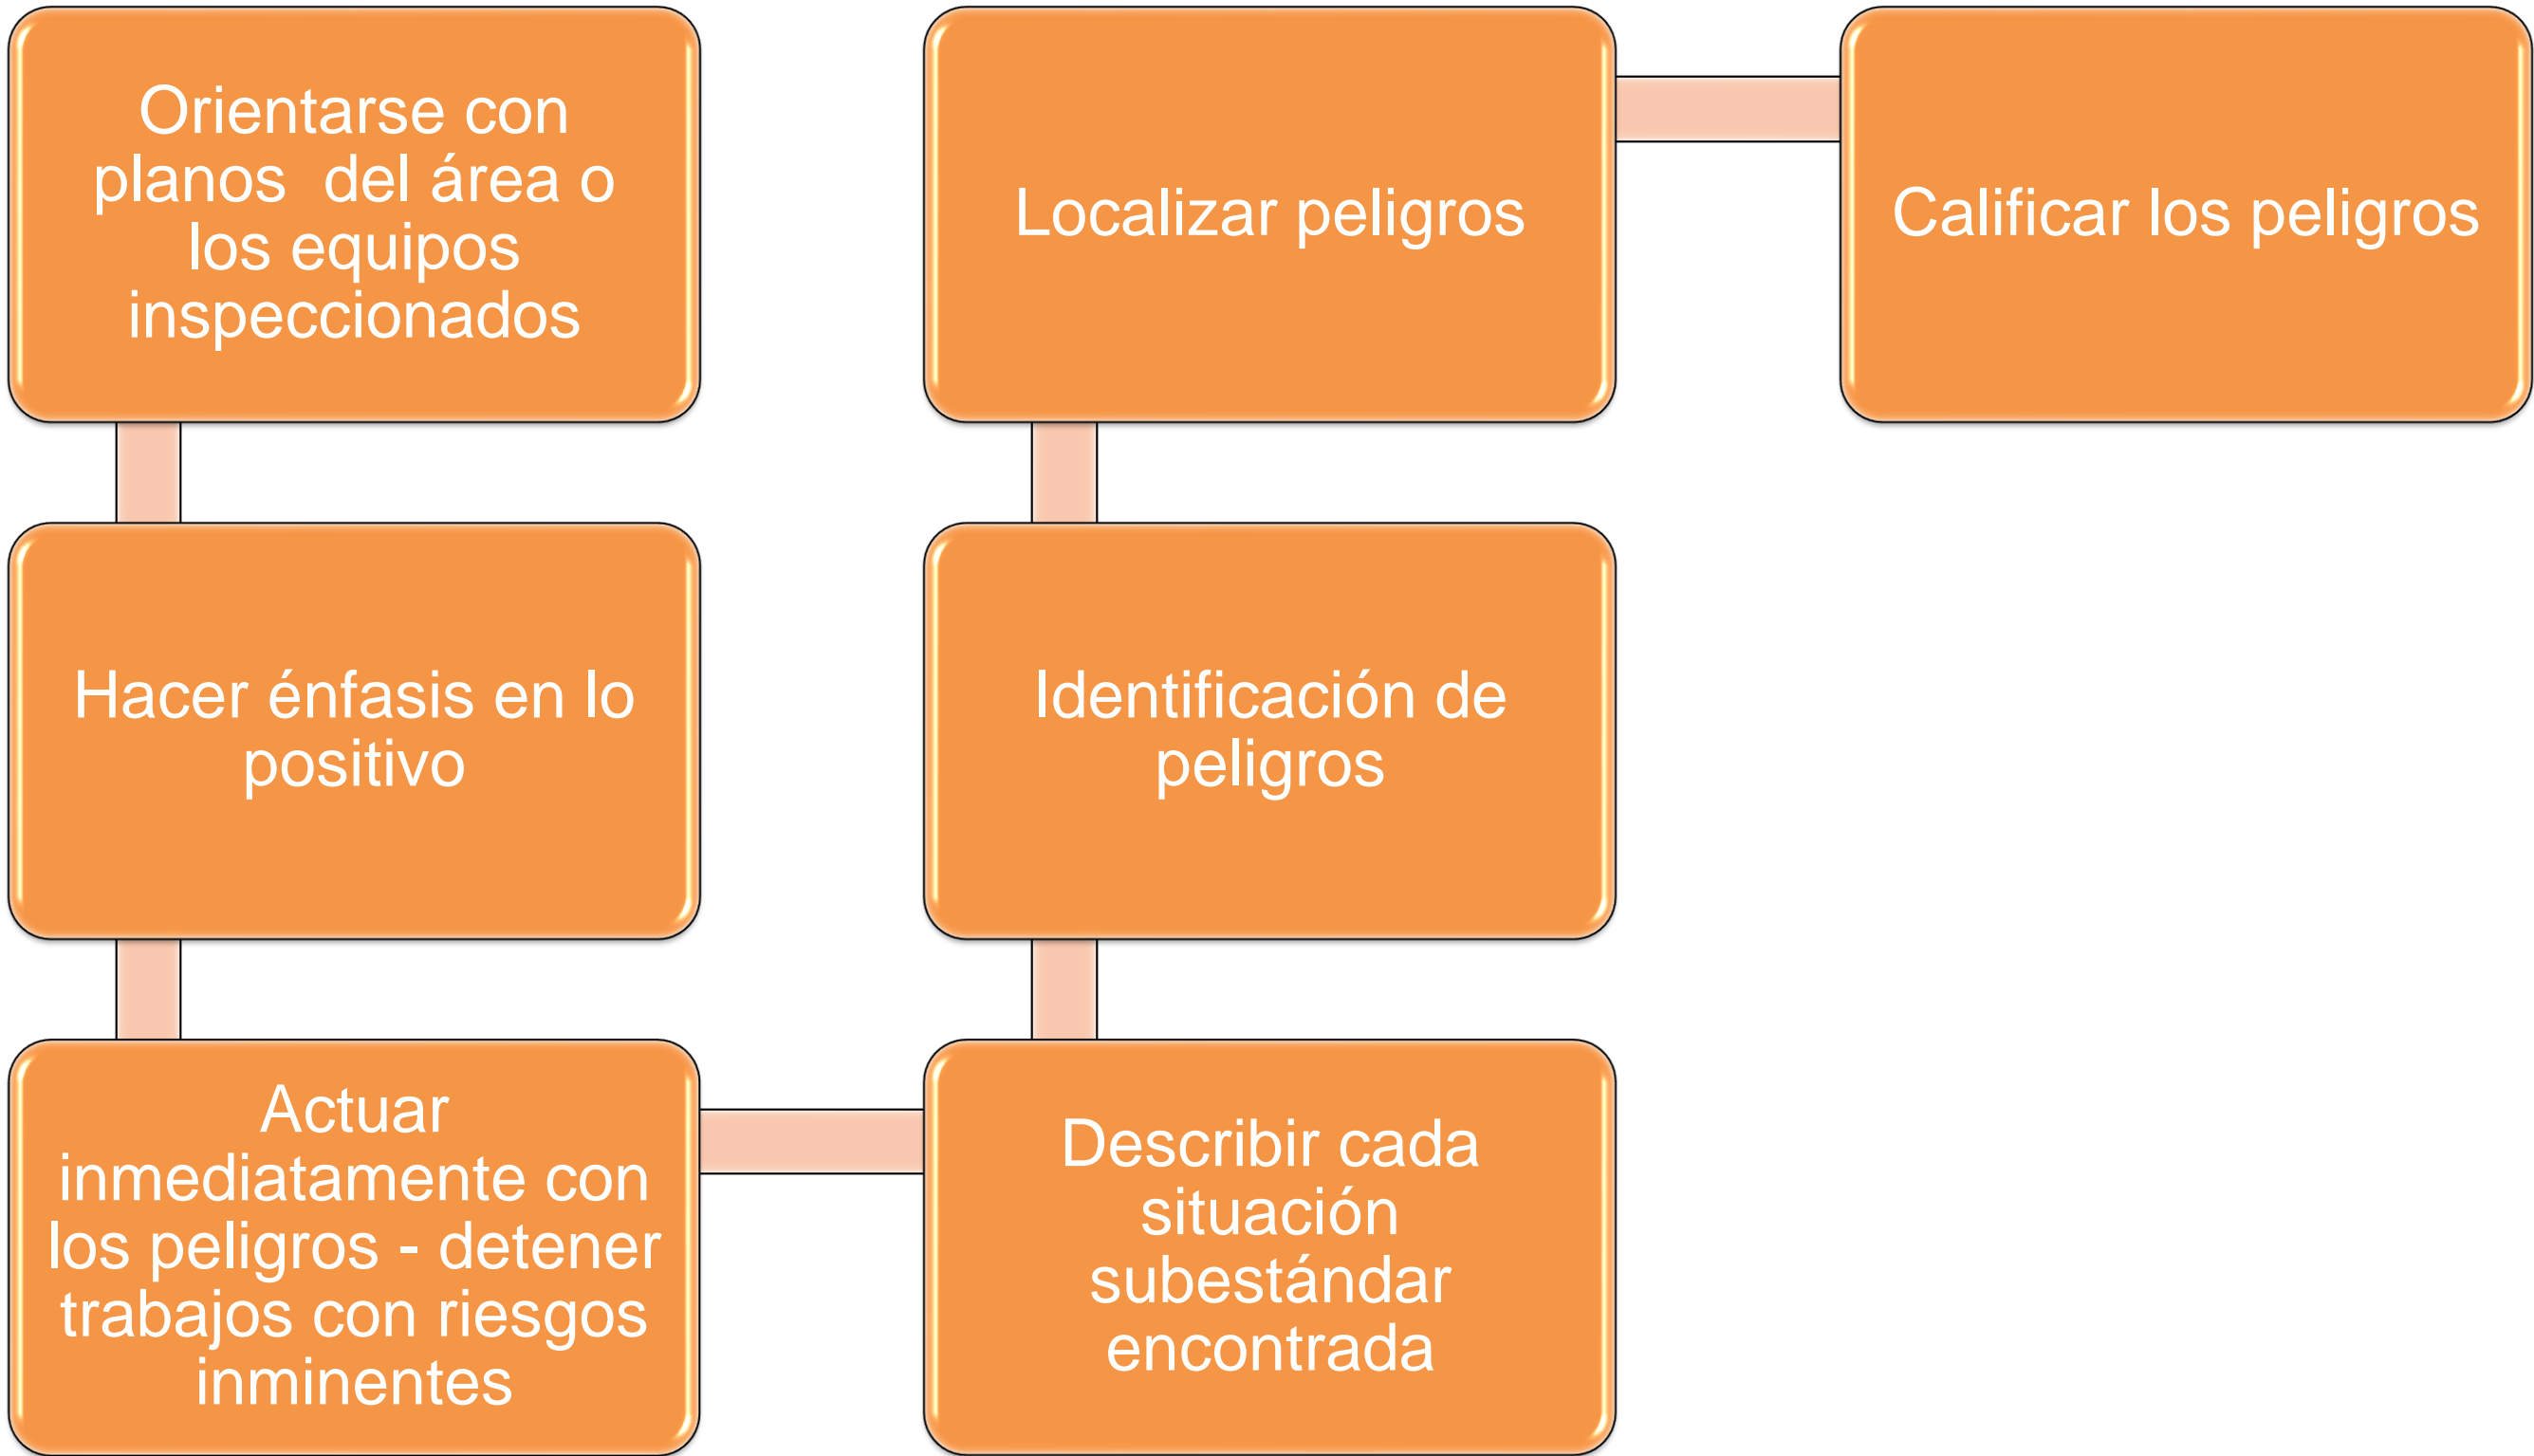 Orientarse con
planos  del área o
los equipos
inspeccionados
Hacer énfasis en lo
positivo
Actuar
inmediatamente con
los peligros - detener
trabajos con riesgos
inminentes
Describir cada
situación
subestándar
encontrada
Identificación de
peligros
Localizar peligros
Calificar los peligros